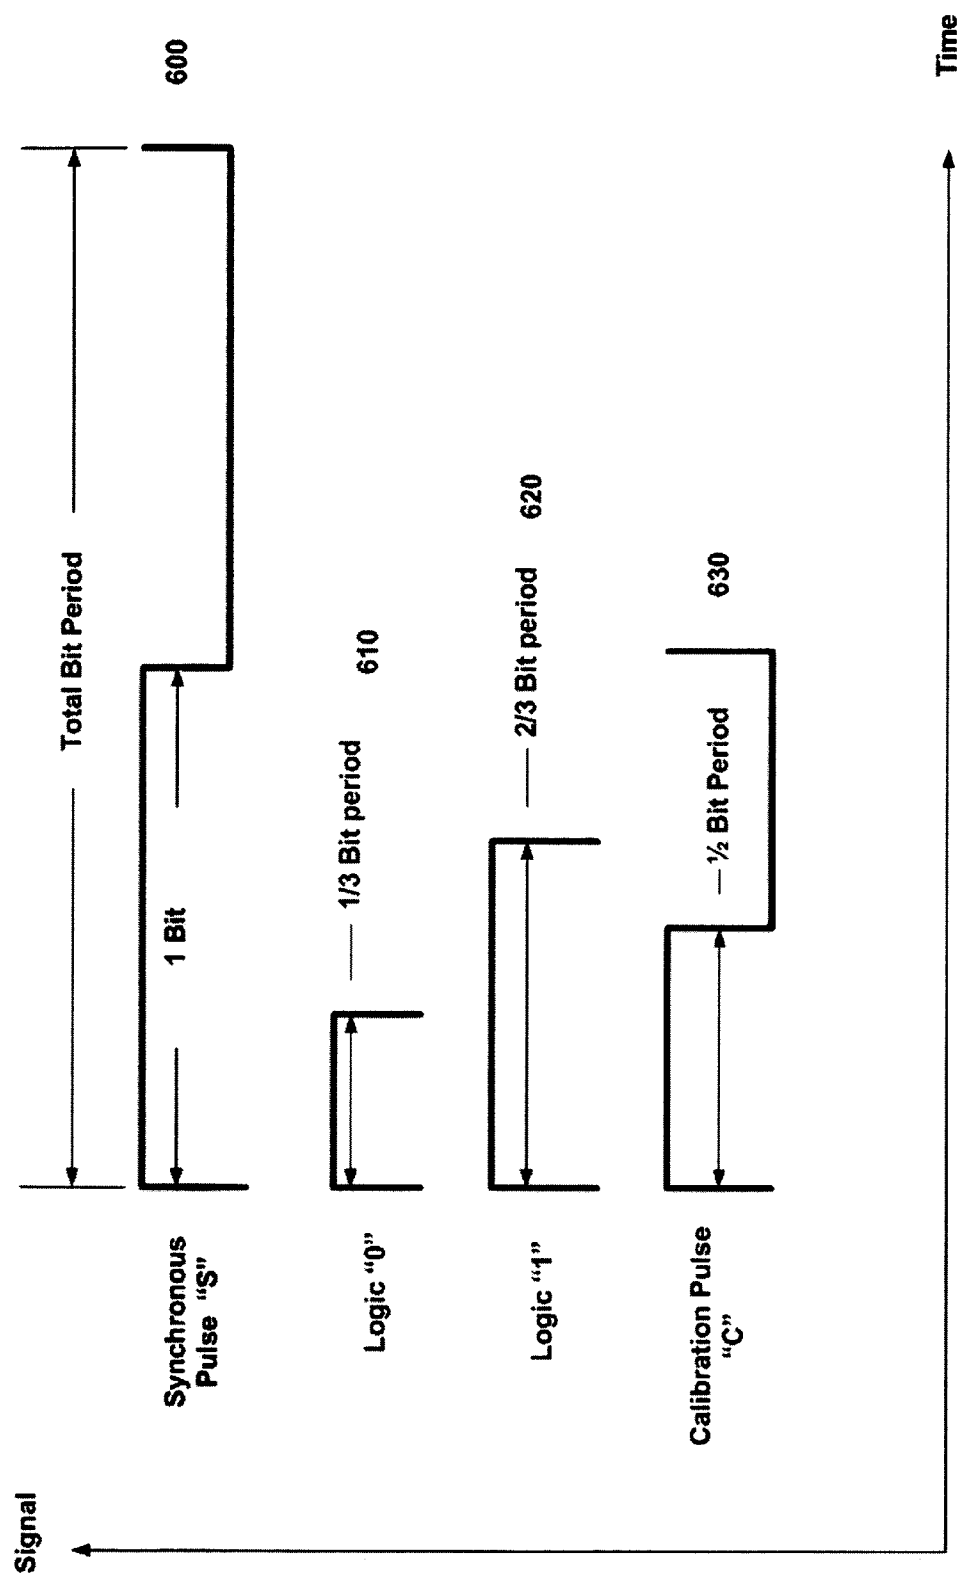 Signal
Total Bit Period
Synchronous
Pulse “S”
1 Bit
600
Logic “0”
1/3 Bit period
610
Logic “1”
2/3 Bit period
620
Calibration Pulse
“C”
½ Bit Period
630
Time